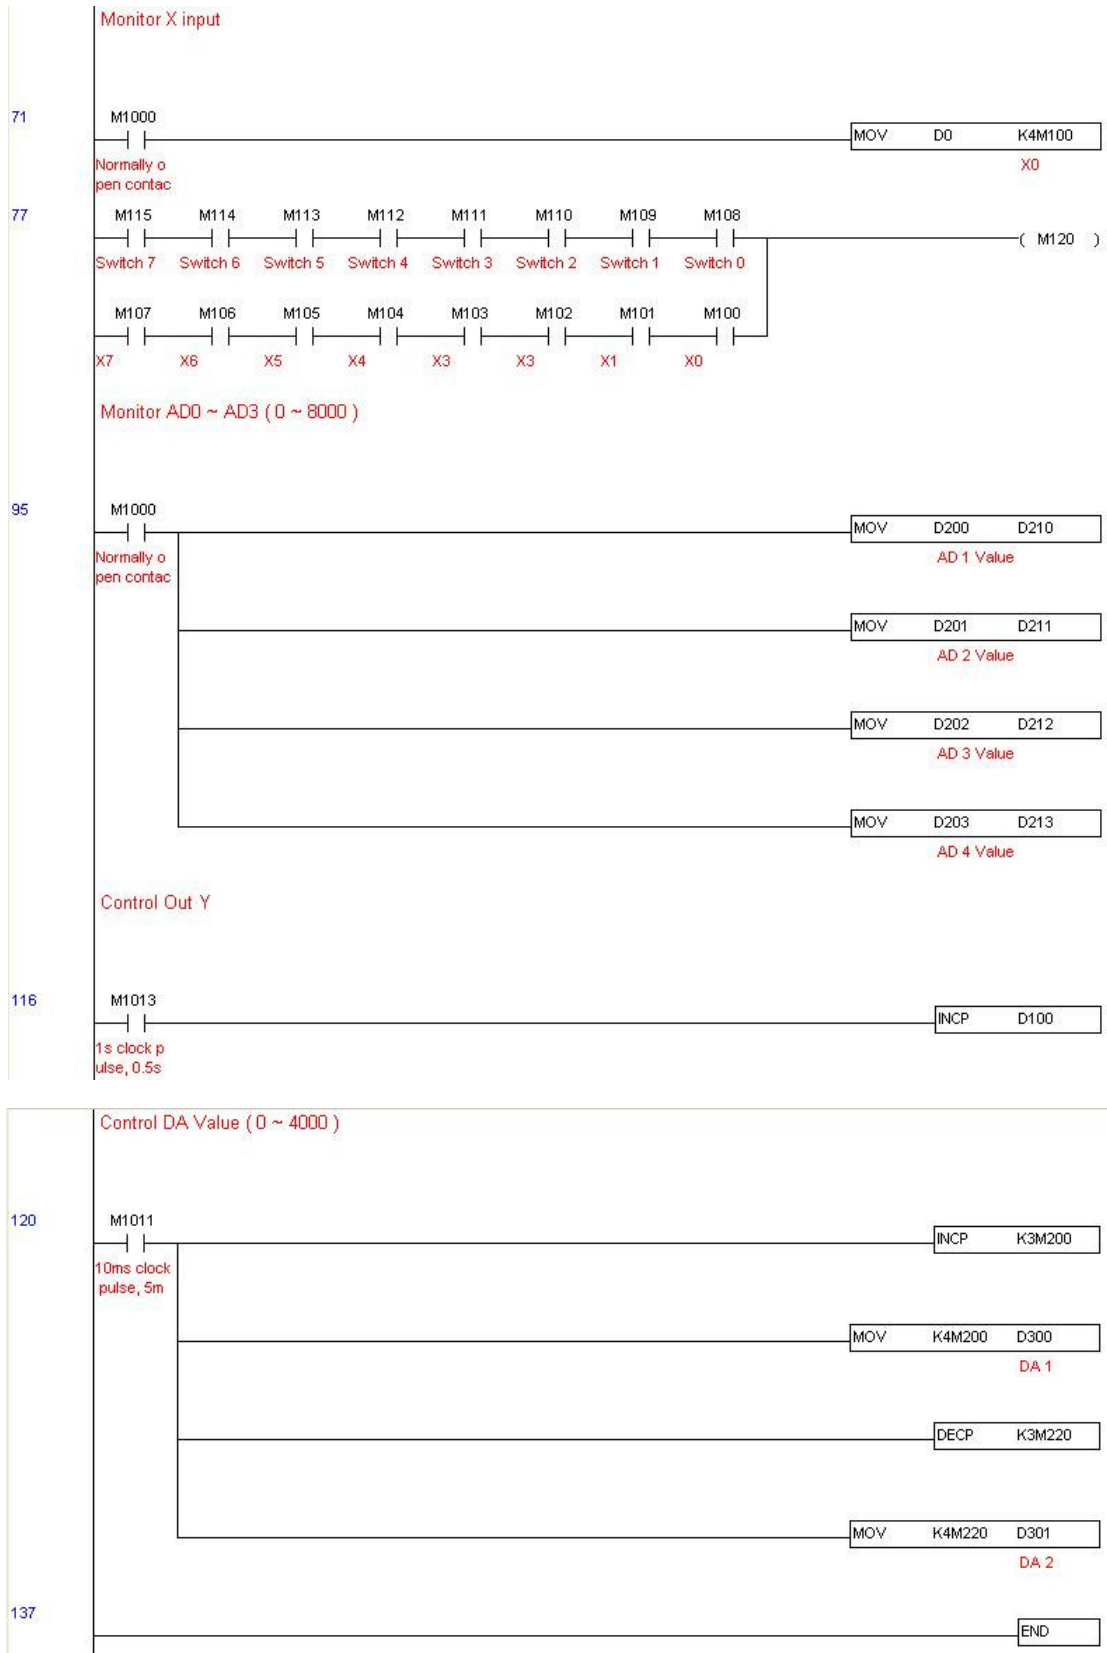 Monitor X input
71
M1000
MOV D0 K4M100
Normally o
pen contac
X0
77
M115 M114 M113 M112 M111 M110 M109 M108
( M120 )
Switch 7 Switch 6 Switch 5 Switch 4 Switch 3 Switch 2 Switch 1 Switch 0
M107 M106 M105 M104 M103 M102 M101 M100
X7 X6 X5 X4 X3 X3 X1 X0
Monitor AD0 ~ AD3 ( 0 ~ 8000 )
95
M1000
MOV D200 D210
Normally o
pen contac
AD 1 Value
MOV D201 D211
AD 2 Value
MOV D202 D212
AD 3 Value
MOV D203 D213
AD 4 Value
Control Out Y
116
M1013
INCP D100
1s clock p
ulse, 0.5s
Control DA Value ( 0 ~ 4000 )
120
M1011
INCP K3M200
10ms clock
pulse, 5m
MOV K4M200 D300
DA 1
DECP K3M220
MOV K4M220 D301
DA 2
137
END